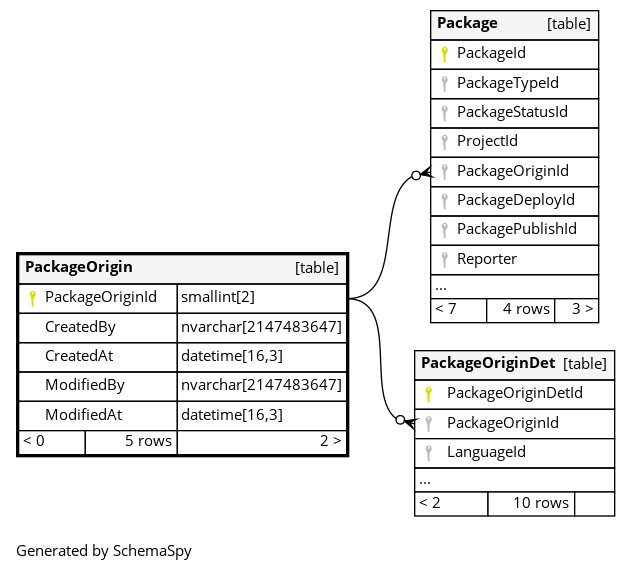 Package [table]
PackageId
PackageTypeId
PackageStatusId
ProjectId
PackageOriginId
PackageDeployId
PackagePublishId
Reporter
...
< 7 4 rows 3 >
PackageOrigin [table]
PackageOriginId smallint[2]
CreatedBy nvarchar[2147483647]
CreatedAt datetime[16,3]
ModifiedBy nvarchar[2147483647]
ModifiedAt datetime[16,3]
< 0 5 rows 2 >
PackageOriginDet [table]
PackageOriginDetId
PackageOriginId
LanguageId
...
< 2 10 rows
Generated by SchemaSpy